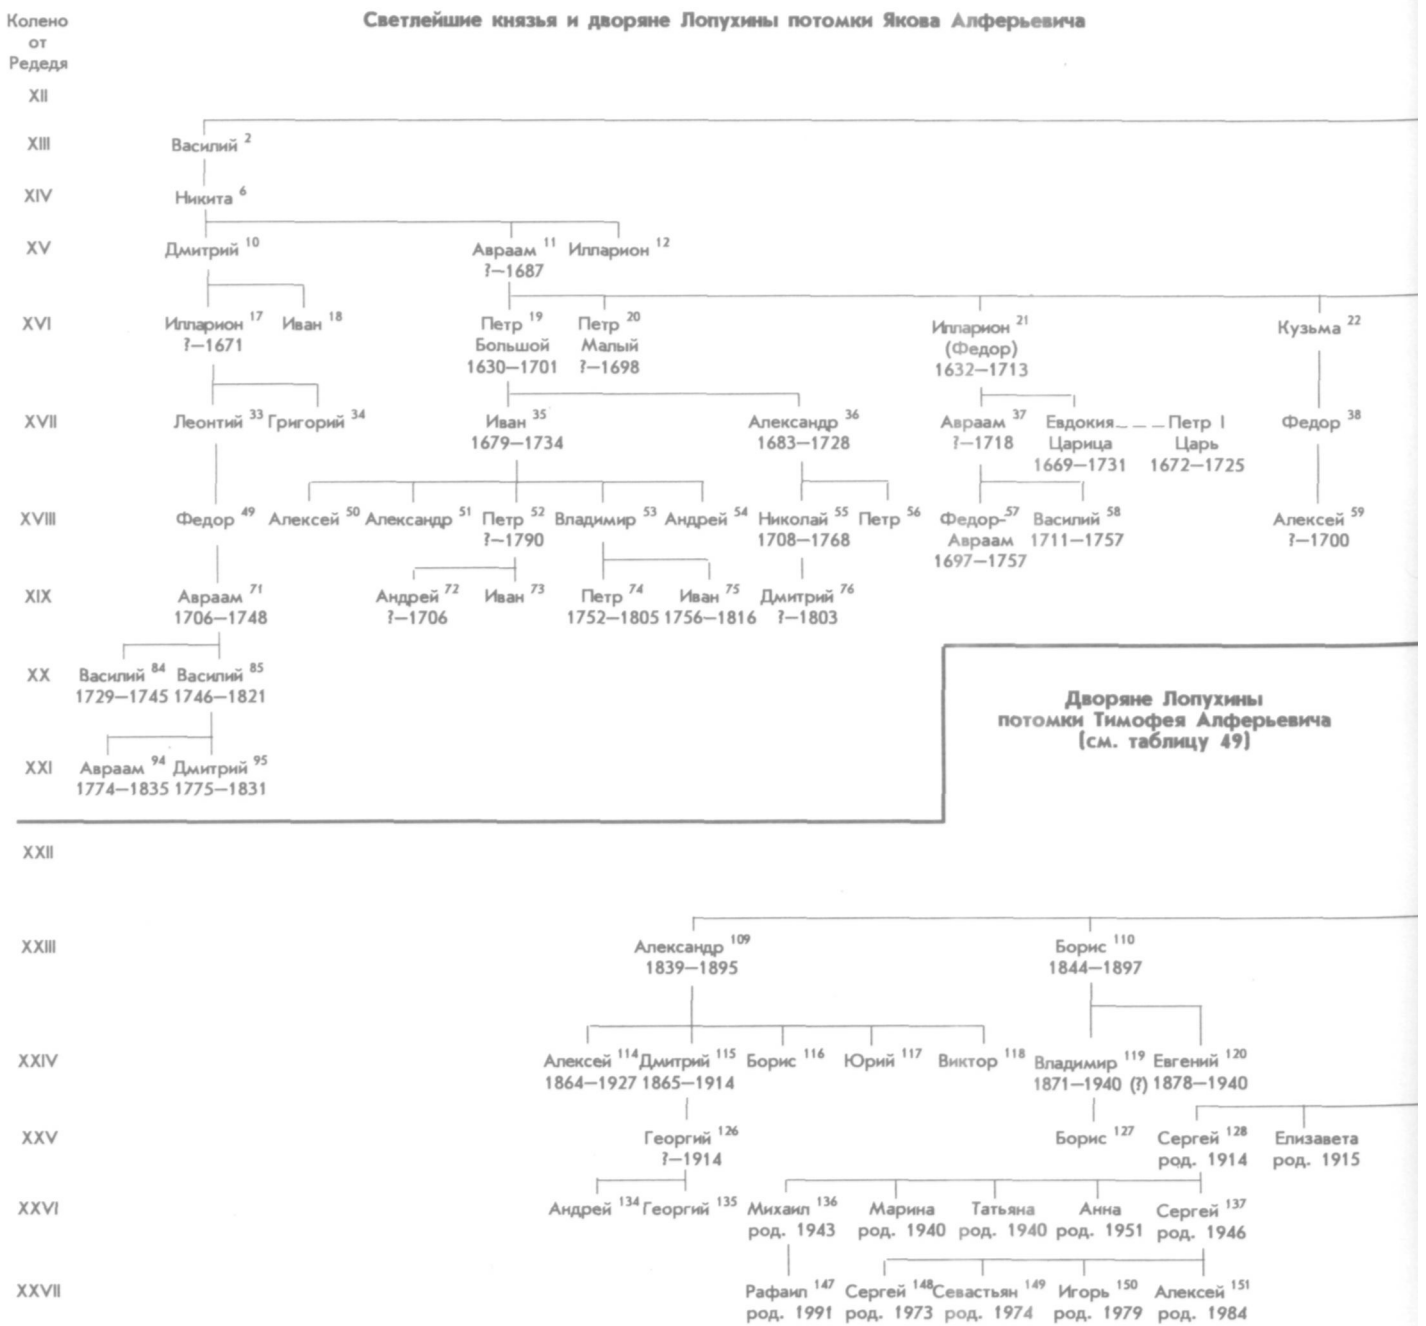 Светлейшие князья и дворяне Лопухины потомки Якова Алферьевича
Колено
от
Редедя
XII
XIII
Василий 2
XIV
Никита 6
XV
Дмитрий 10 Авраам 11 Илларион 12
?—1687
XVI
Илларион 17 Иван 18 Петр 19 Петр 20 Илларион 21 Кузьма 22
?—1671 Большой Малый (Федор)
1630—1701 ?—1698 1632—1713
XVII
Леонтий 33 Григорий 34 Иван 35 Александр 36 Авраам 37 Евдокия Петр I Федор 38
1679—1734 1683—1728 ?—1718 Царица Царь
1669—1731 1672—1725
XVIII
Федор 49 Алексей 50 Александр 51 Петр 52 Владимир 53 Андрей 54 Николай 55 Петр 56 Федор- 57 Василий 58 Алексей 59
?—1790 1708—1768 Авраам 1711—1757 ?—1700
1697—1757
XIX
Авраам 71 Андрей 72 Иван 73 Петр 74 Иван 75 Дмитрий 76
1706—1748 ?—1706 1752—1805 1756—1816 ?—1803
XX
Василий 84 Василий 85
1729—1745 1746—1821
Дворяне Лопухины
потомки Тимофея Алферьевича
(см. таблицу 49)
XXI
Авраам 94 Дмитрий 95
1774—1835 1775—1831
XXII
XXIII
Александр 109 Борис 110
1839—1895 1844—1897
XXIV
Алексей 114 Дмитрий 115 Борис 116 Юрий 117 Виктор 118 Владимир 119 Евгений 120
1864—1927 1865—1914 1871—1940 (?) 1878—1940
XXV
Георгий 126 Борис 127 Сергей 128 Елизавета
?—1914 род. 1914 род. 1915
XXVI
Андрей 134 Георгий 135 Михаил 136 Марина Татьяна Анна Сергей 137
род. 1943 род. 1940 род. 1940 род. 1951 род. 1946
XXVII
Рафаил 147 Сергей 148 Севастьян 149 Игорь 150 Алексей 151
род. 1991 род. 1973 род. 1974 род. 1979 род. 1984